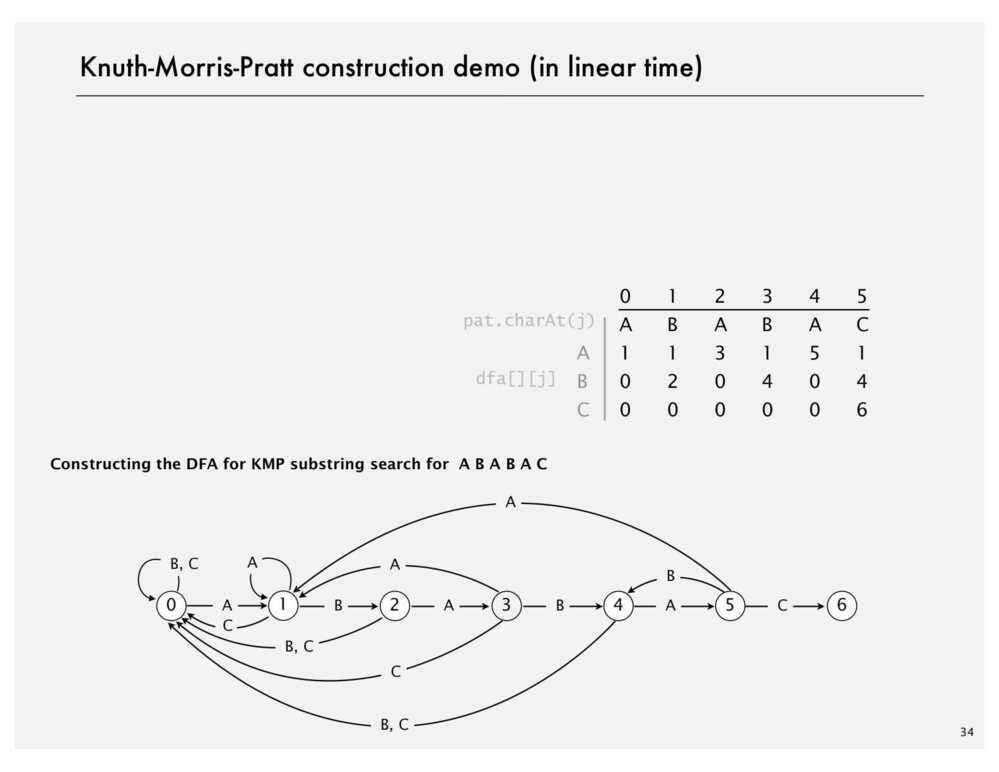 Knuth-Morris-Pratt construction demo (in linear time)
0 1 2 3 4 5
pat.charAt(j) A B A B A C
A 1 1 3 1 5 1
dfa[][j] B 0 2 0 4 0 4
C 0 0 0 0 0 6
Constructing the DFA for KMP substring search for A B A B A C
A
B, C A A B
0 A 1 B 2 A 3 B 4 A 5 C 6
C
B, C
C
B, C
34